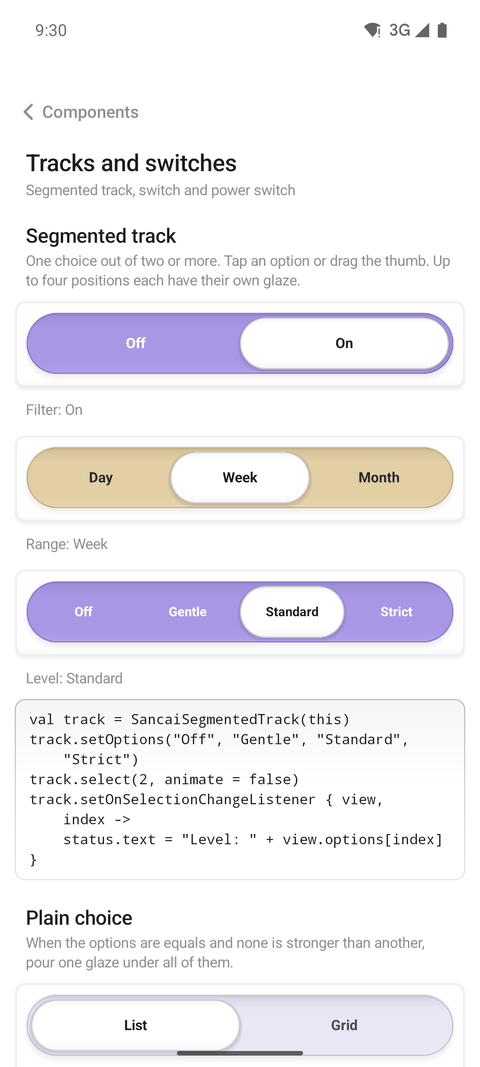 9:30
3G
Components
Tracks and switches
Segmented track, switch and power switch
Segmented track
One choice out of two or more. Tap an option or drag the thumb. Up
to four positions each have their own glaze.
Off On
Filter: On
Day Week Month
Range: Week
Off Gentle Standard Strict
Level: Standard
val track = SancaiSegmentedTrack(this)
track.setOptions("Off", "Gentle", "Standard",
    "Strict")
track.select(2, animate = false)
track.setOnSelectionChangeListener { view,
    index ->
    status.text = "Level: " + view.options[index]
}
Plain choice
When the options are equals and none is stronger than another,
pour one glaze under all of them.
List Grid